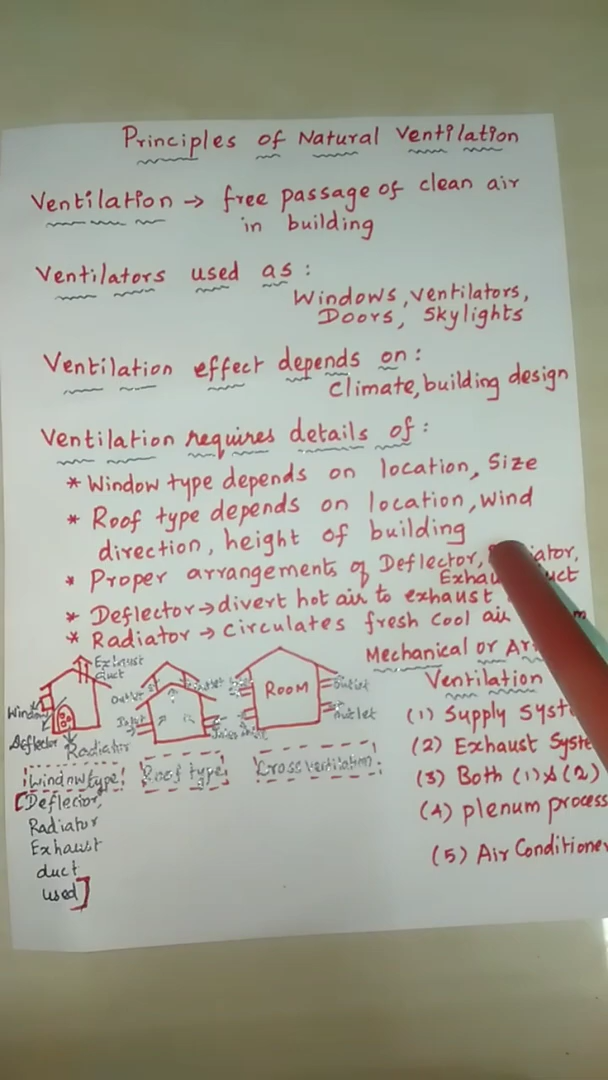 Principles of Natural Ventilation
Ventilation → free passage of clean air
in building
Ventilators used as :
Windows, ventilators,
Doors, Skylights
Ventilation effect depends on :
climate, building design
Ventilation requires details of :
* Window type depends on location, Size
* Roof type depends on location, wind
direction, height of building
* Proper arrangements of Deflector,
* Deflector → divert hot air to exhaust
* Radiator → circulates fresh cool air
Mechanical or
Ventilation
(1) Supply
(2) Exhaust
(3) Both (1) & (2)
(4) plenum process
(5) Air Conditioner
Exhaust
duct
Window
Deflector
Radiator
ROOM
outlet
outlet
Window type
Roof type
Cross ventilation
[Deflector,
Radiator
Exhaust
duct
used]